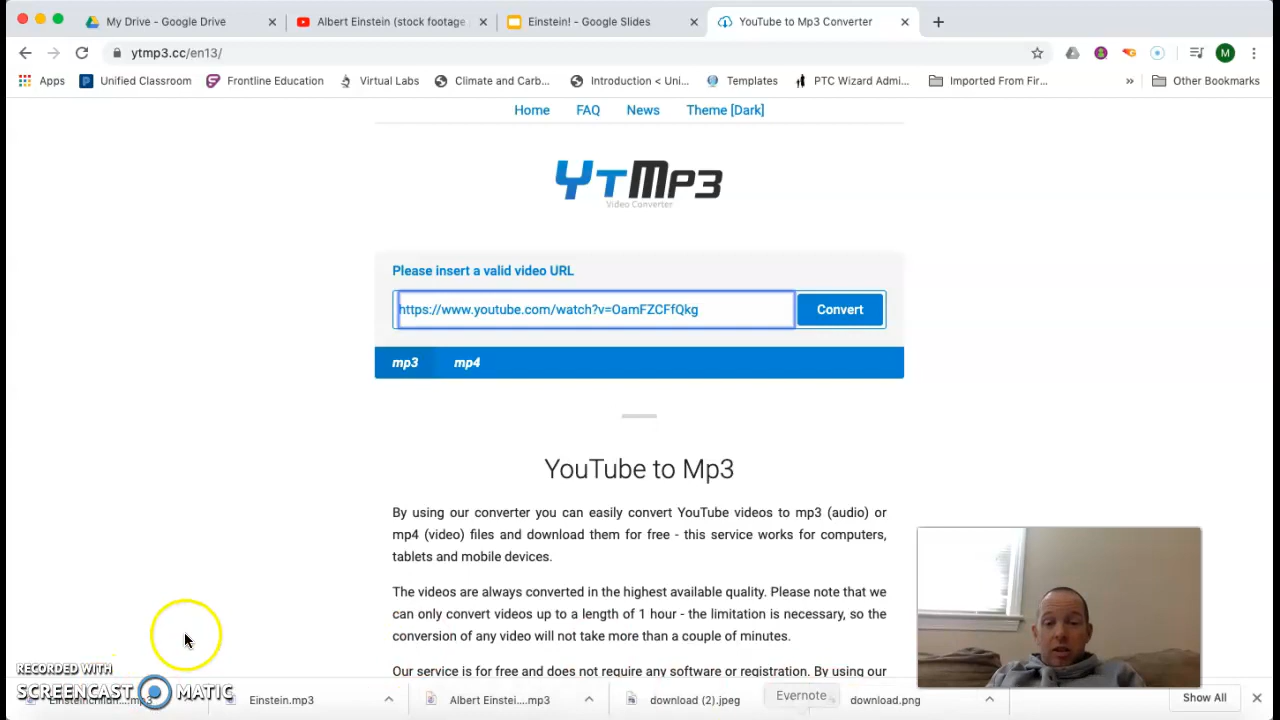 My Drive - Google Drive
Albert Einstein (stock footage
Einstein! - Google Slides
YouTube to Mp3 Converter
ytmp3.cc/en13/
M
Apps
Unified Classroom
Frontline Education
Virtual Labs
Climate and Carb...
Introduction < Uni...
Templates
PTC Wizard Admi...
Imported From Fir...
»
Other Bookmarks
Home
FAQ
News
Theme [Dark]
YTMP3
Video Converter
Please insert a valid video URL
https://www.youtube.com/watch?v=OamFZCFfQkg
Convert
mp3
mp4
YouTube to Mp3
By using our converter you can easily convert YouTube videos to mp3 (audio) or
mp4 (video) files and download them for free - this service works for computers,
tablets and mobile devices.
The videos are always converted in the highest available quality. Please note that we
can only convert videos up to a length of 1 hour - the limitation is necessary, so the
conversion of any video will not take more than a couple of minutes.
Our service is for free and does not require any software or registration. By using our
RECORDED WITH
SCREENCAST MATIC
Einstein.mp3
Albert Einstei....mp3
download (2).jpeg
Evernote
download.png
Show All